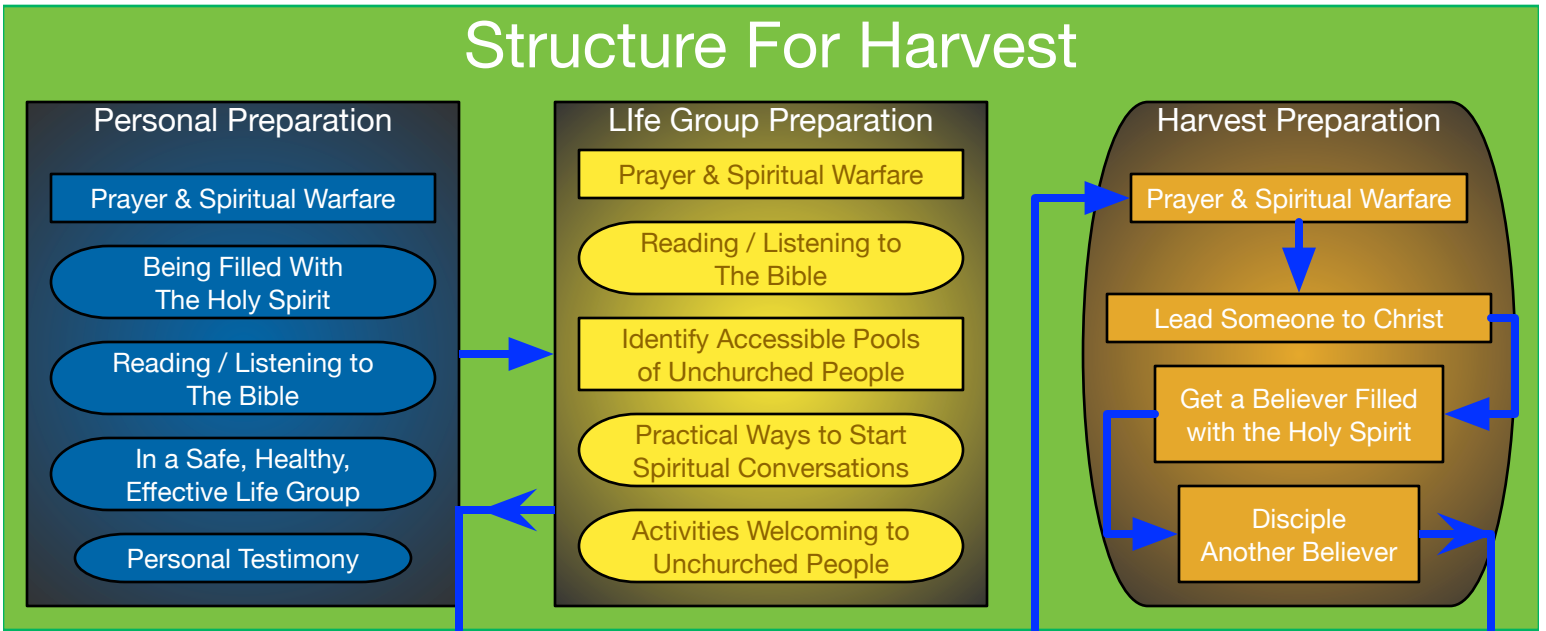 Structure For Harvest
Personal Preparation
Prayer & Spiritual Warfare
Being Filled With
The Holy Spirit
Reading / Listening to
The Bible
In a Safe, Healthy,
Effective Life Group
Personal Testimony
LIfe Group Preparation
Prayer & Spiritual Warfare
Reading / Listening to
The Bible
Identify Accessible Pools
of Unchurched People
Practical Ways to Start
Spiritual Conversations
Activities Welcoming to
Unchurched People
Harvest Preparation
Prayer & Spiritual Warfare
Lead Someone to Christ
Get a Believer Filled
with the Holy Spirit
Disciple
Another Believer